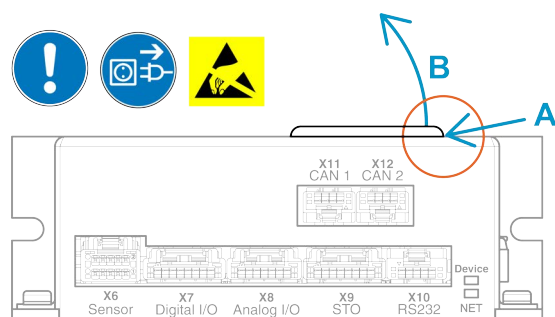 B
A
X11 X12
CAN 1 CAN 2
X6 X7 X8 X9 X10 Device
Sensor Digital I/O Analog I/O STO RS232 NET